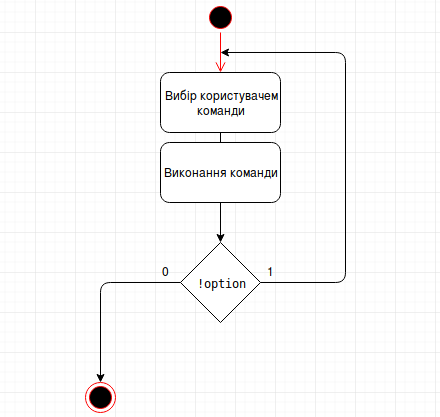 Вибір користувачем
команди
Виконання команди
0
1
!option